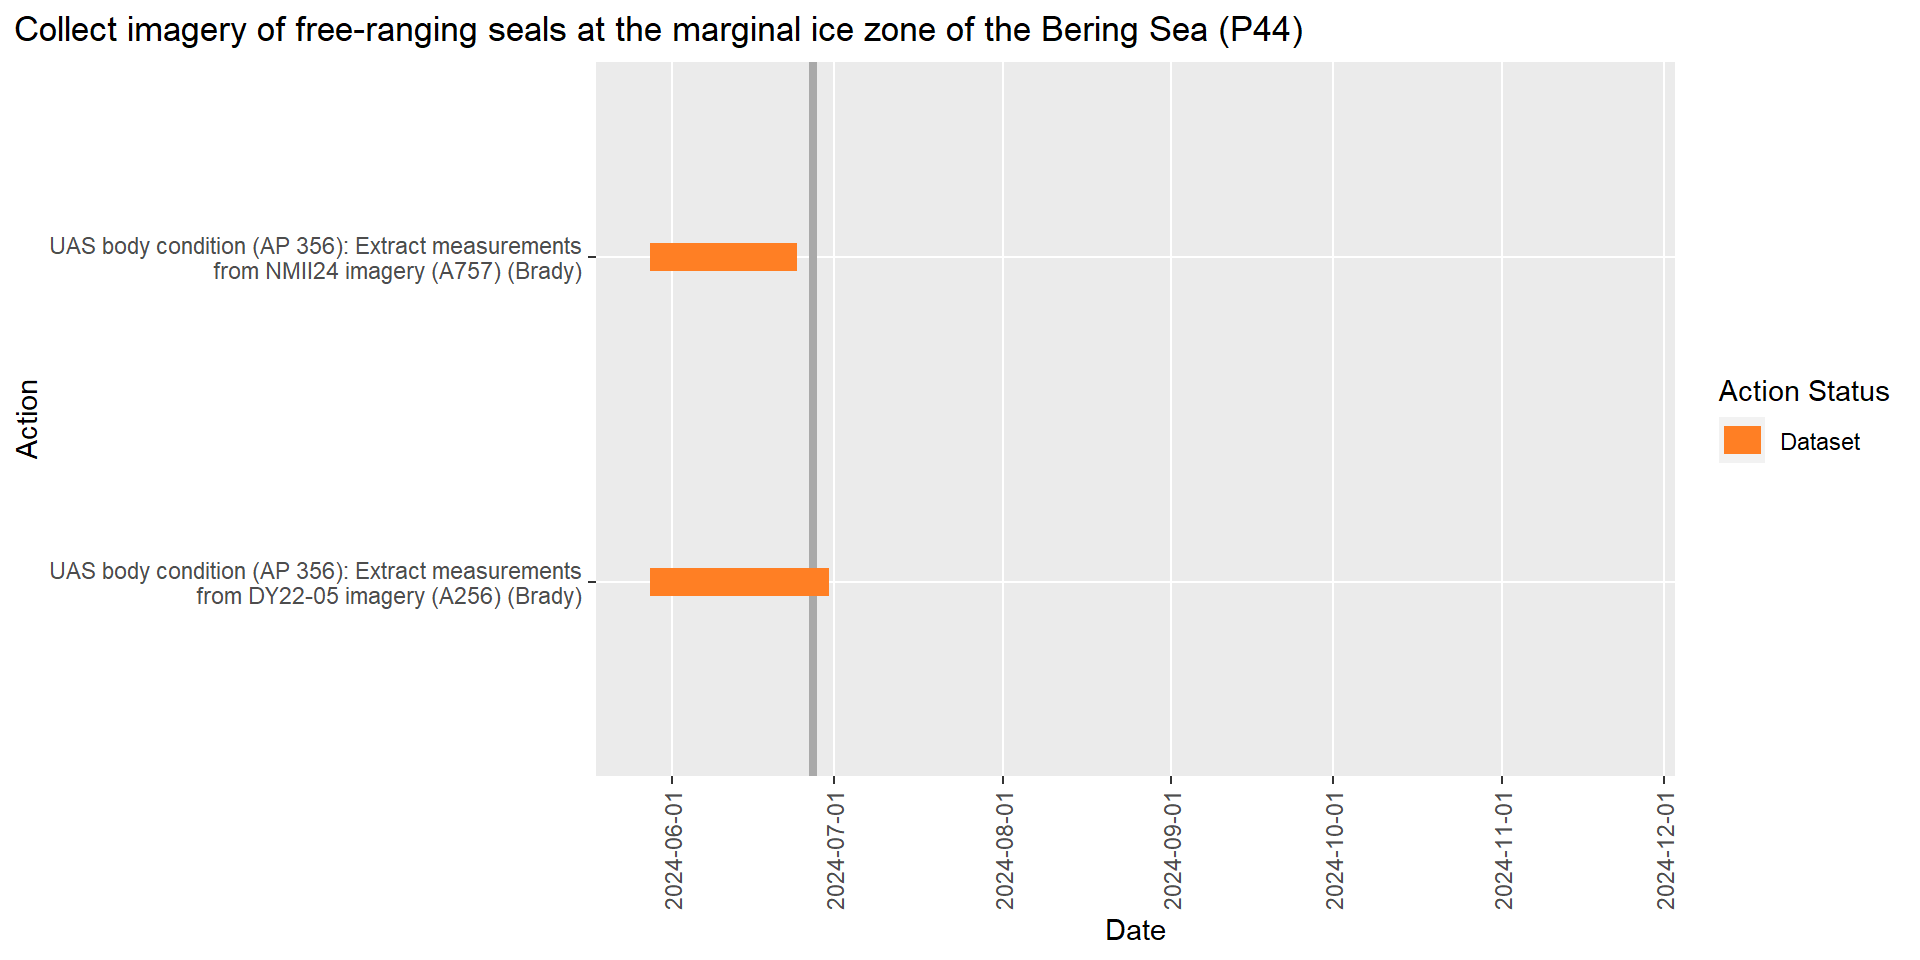 Collect imagery of free-ranging seals at the marginal ice zone of the Bering Sea (P44)
UAS body condition (AP 356): Extract measurements
from NMII24 imagery (A757) (Brady)
Action
UAS body condition (AP 356): Extract measurements
from DY22-05 imagery (A256) (Brady)
2024-06-01
2024-07-01
2024-08-01
2024-09-01
2024-10-01
2024-11-01
2024-12-01
Date
Action Status
Dataset